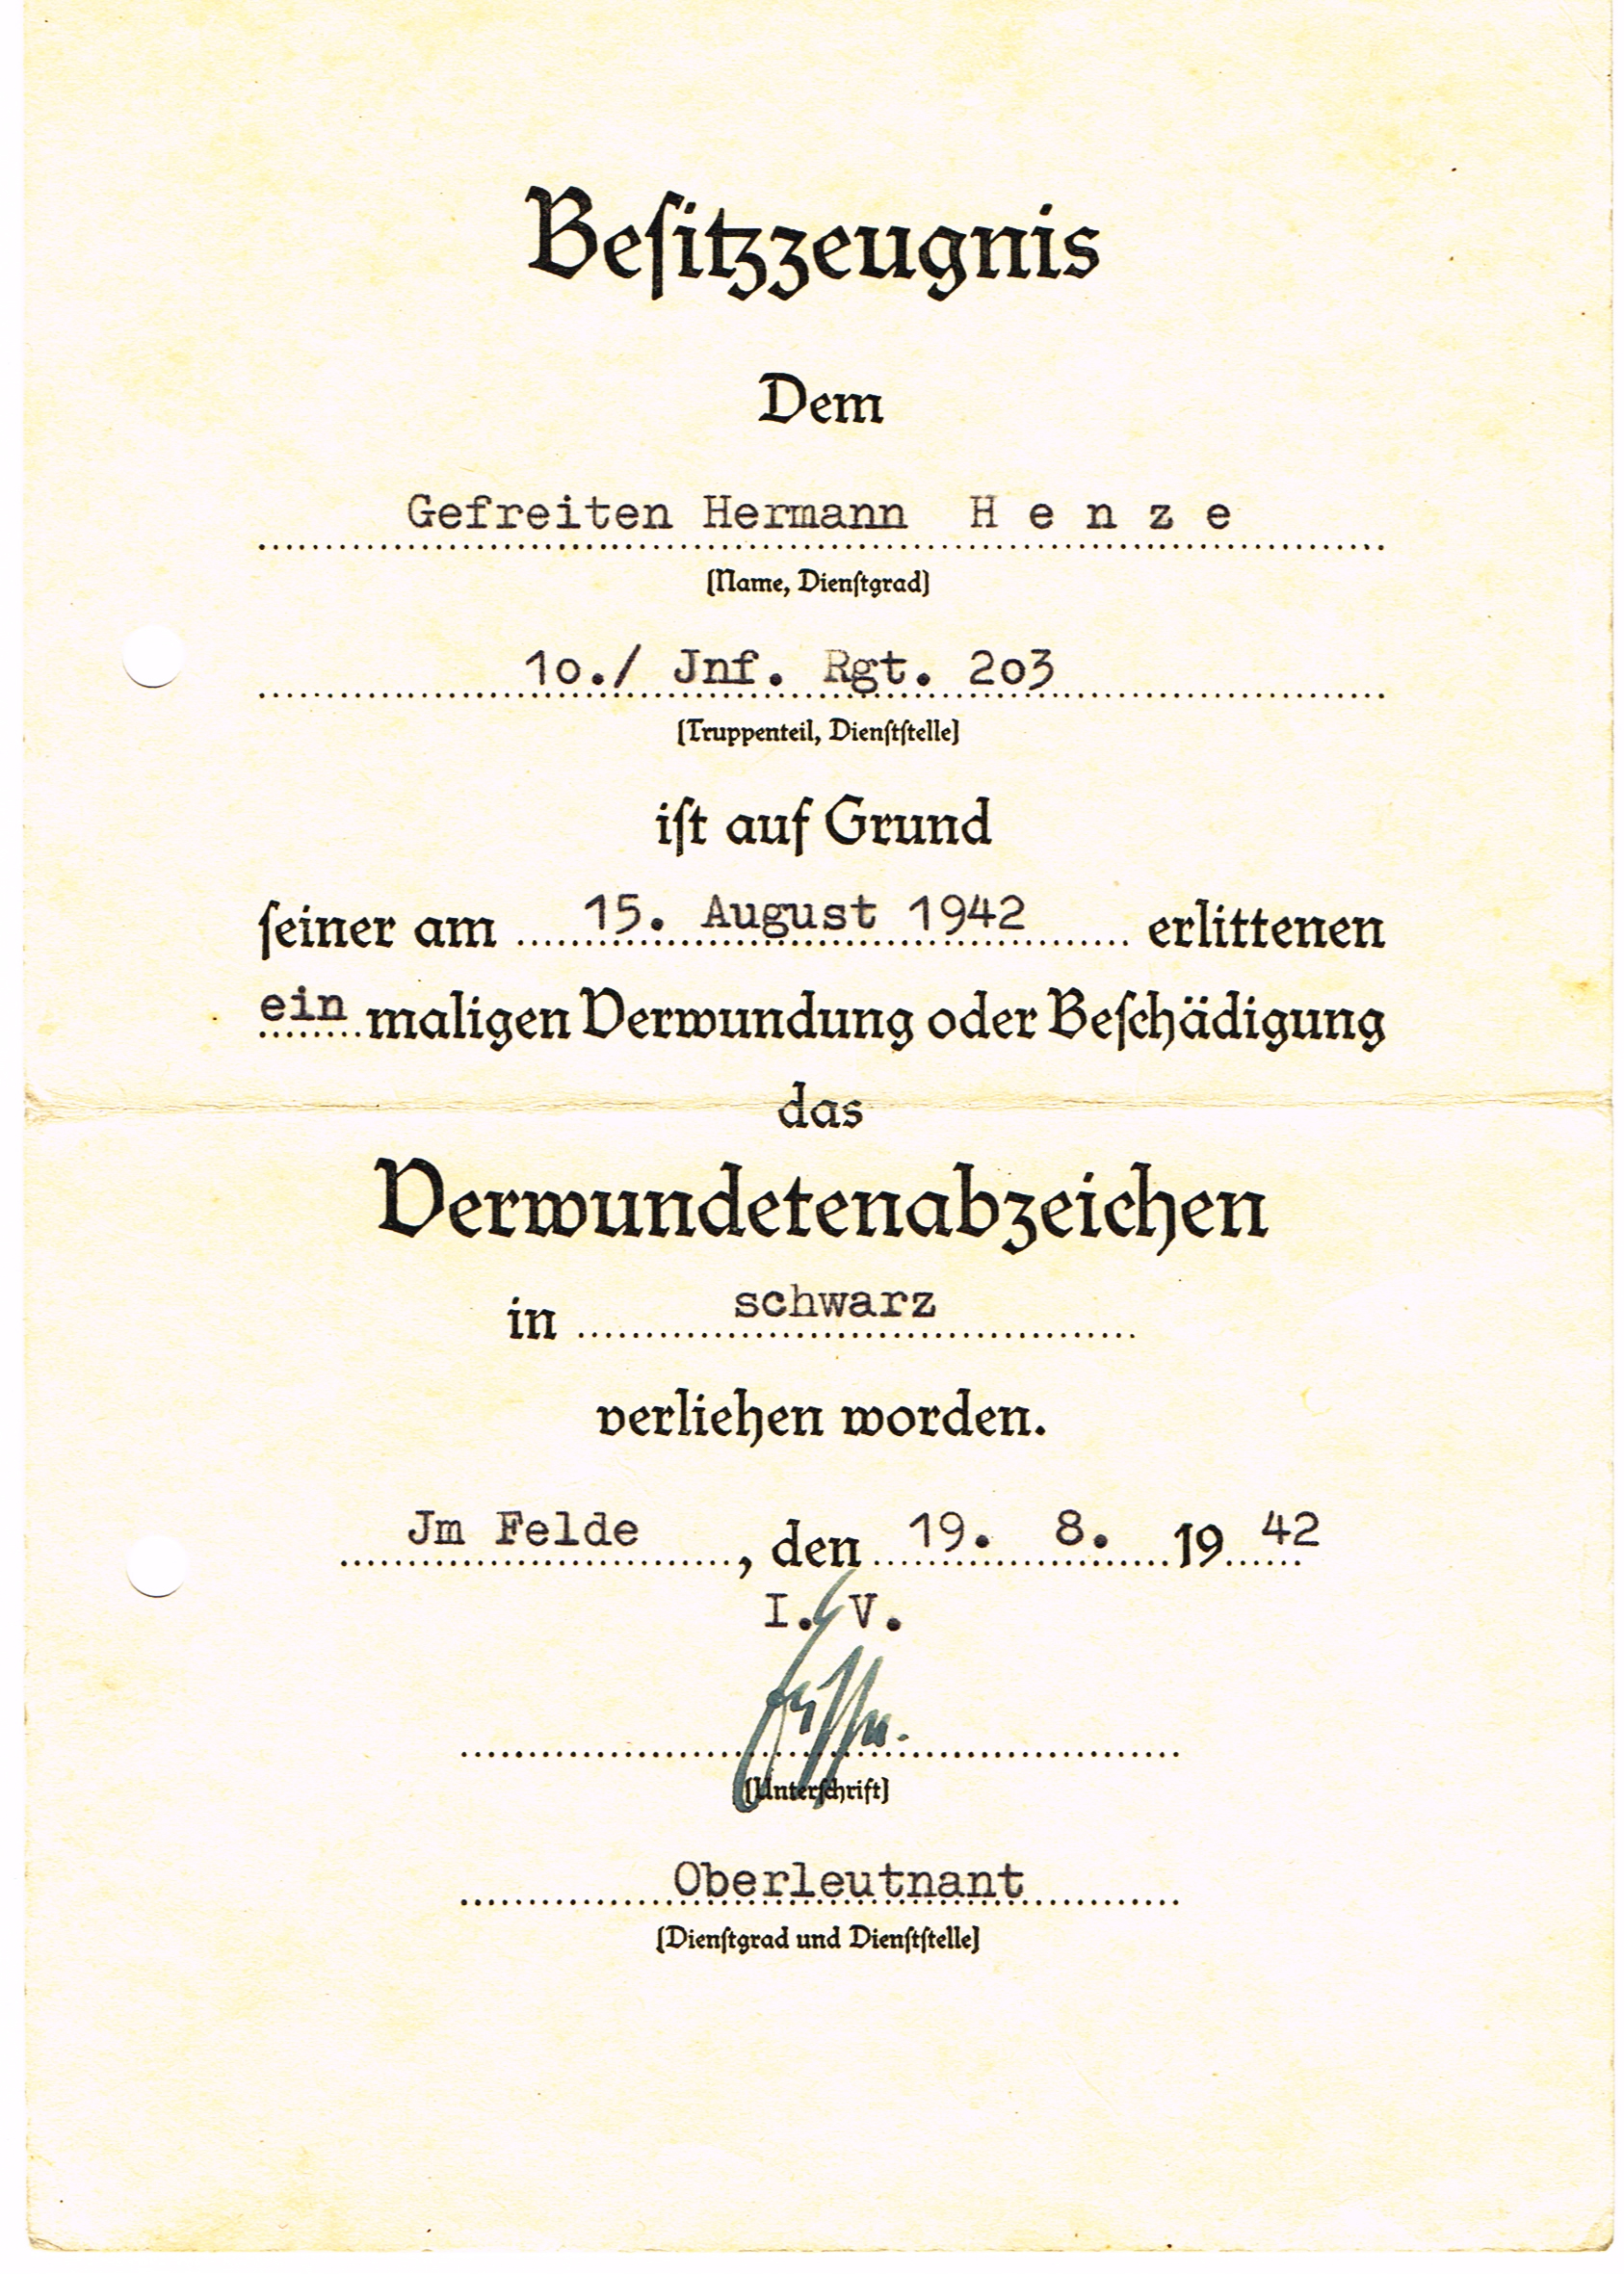 Besitzzeugnis
Dem
Gefreiten Hermann H e n z e
(Name, Dienstgrad)
10./ Jnf. Rgt. 203
(Truppenteil, Dienststelle)
ist auf Grund
seiner am 15. August 1942 erlittenen
ein maligen Verwundung oder Beschädigung
das
Verwundetenabzeichen
in schwarz
verliehen worden.
Jm Felde, den 19. 8. 19 42
I. V.
(Unterschrift)
Oberleutnant
(Dienstgrad und Dienststelle)